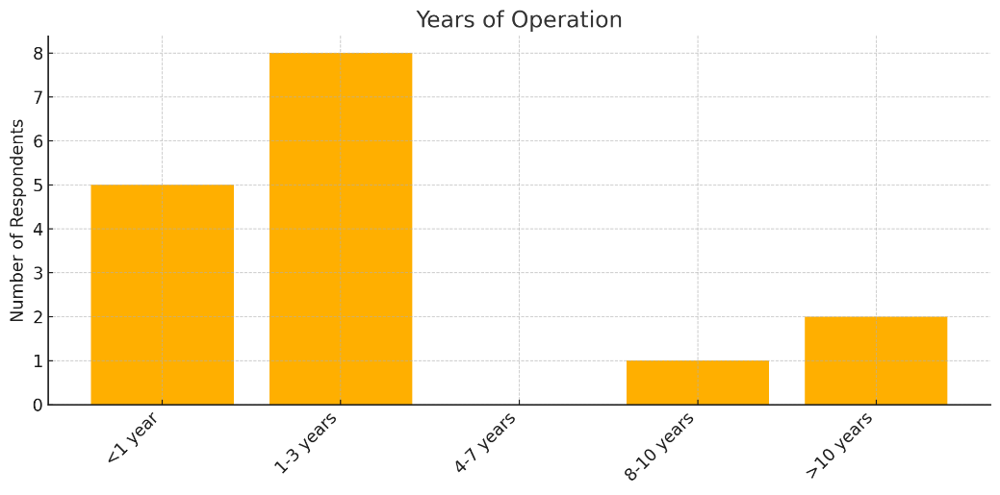 Years of Operation
Number of Respondents
8
7
6
5
4
3
2
1
0
<1 year
1-3 years
4-7 years
8-10 years
>10 years